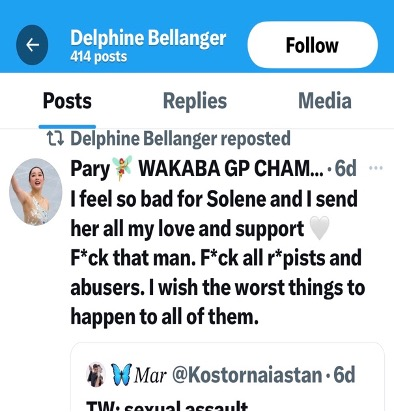 Delphine Bellanger
414 posts
Follow
Posts Replies Media
Delphine Bellanger reposted
Pary🧚 WAKABA GP CHAM... · 6d ...
I feel so bad for Solene and I send
her all my love and support 🤍
F*ck that man. F*ck all r*pists and
abusers. I wish the worst things to
happen to all of them.
🦋 Mar @Kostornaiastan · 6d
TW: sexual assault